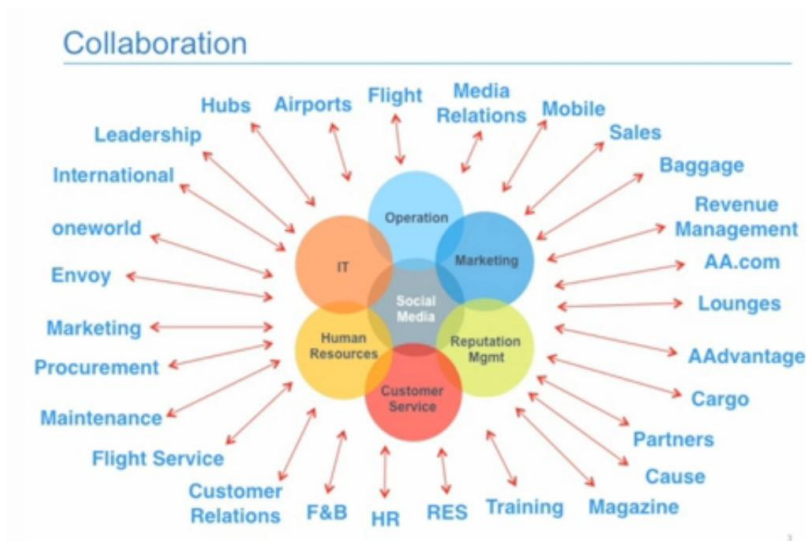 Collaboration
Hubs
Airports
Flight
Media
Relations
Mobile
Sales
Baggage
Revenue
Management
AA.com
Lounges
AAdvantage
Cargo
Partners
Cause
Magazine
Training
RES
HR
F&B
Customer
Relations
Flight Service
Maintenance
Procurement
Marketing
Envoy
oneworld
International
Leadership
Operation
Marketing
Reputation
Mgmt
Customer
Service
Human
Resources
IT
Social
Media
3